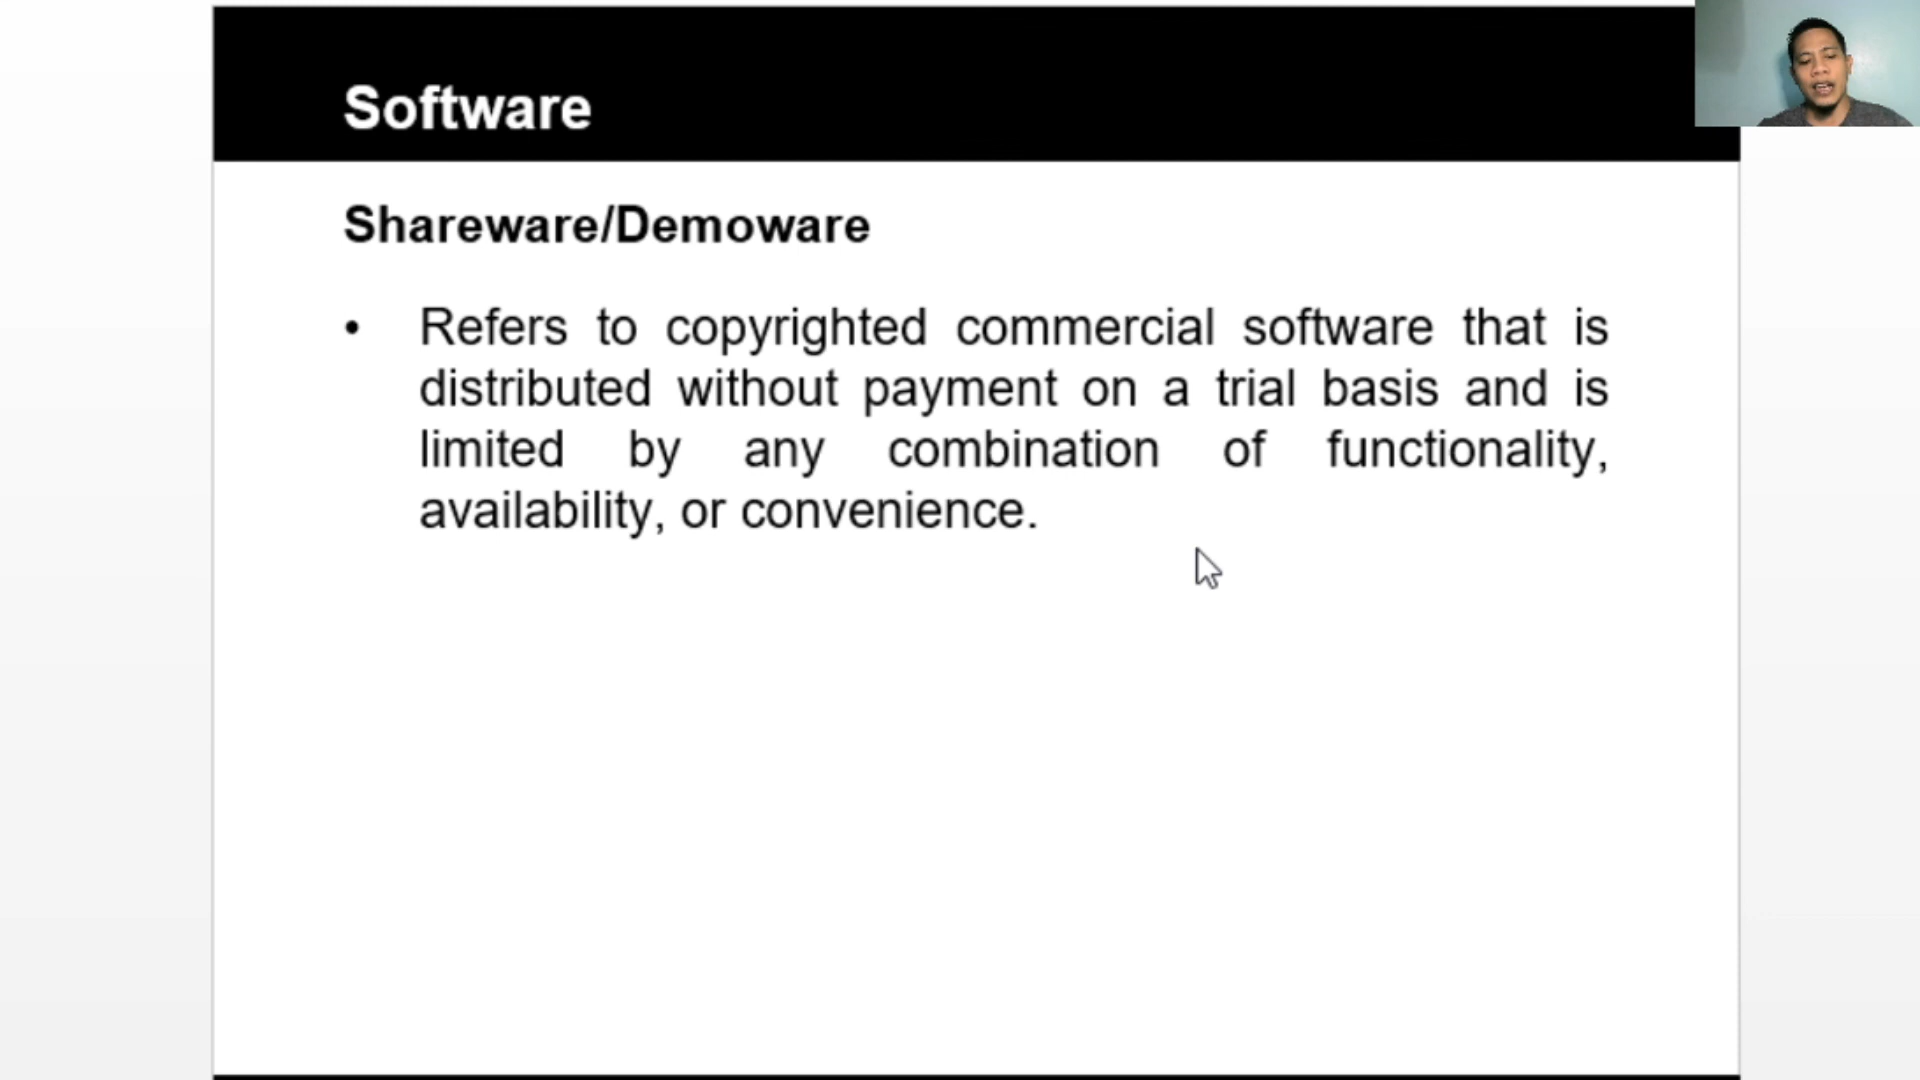 Software
Shareware/Demoware
• Refers to copyrighted commercial software that is
distributed without payment on a trial basis and is
limited by any combination of functionality,
availability, or convenience.